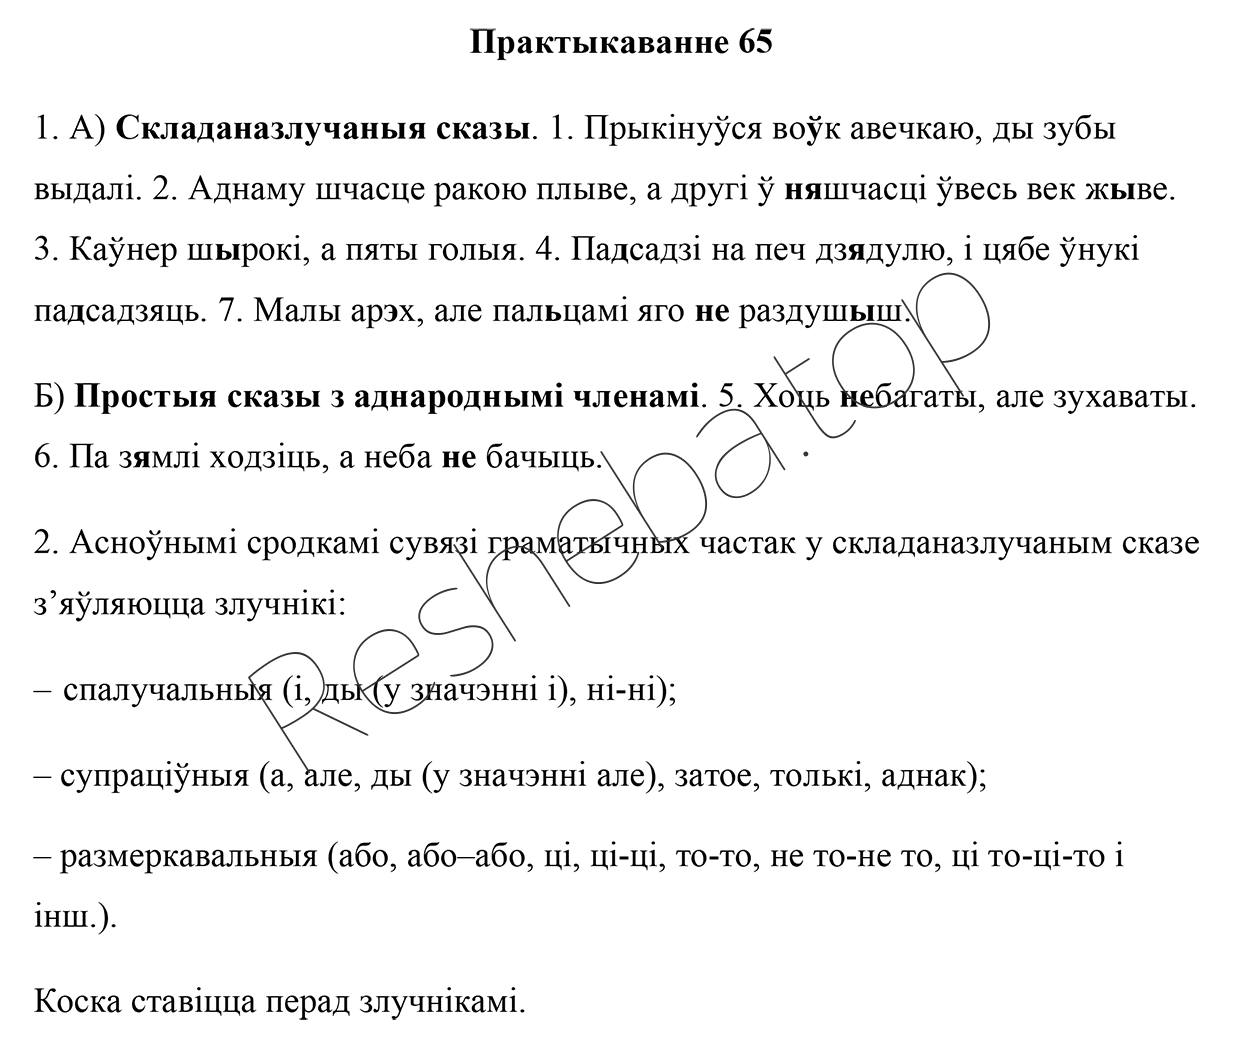 Практыкаванне 65
1. А) Складаназлучаныя сказы. 1. Прыкінуўся воўк авечкаю, ды зубы
выдалі. 2. Аднаму шчасце ракою плыве, а другі ў няшчасці ўвесь век жыве.
3. Каўнер шырокі, а пяты голыя. 4. Падсадзі на печ дзядулю, і цябе ўнукі
падсадзяць. 7. Малы арэх, але пальцамі яго не раздушыш.
Б) Простыя сказы з аднароднымі членамі. 5. Хоць небагаты, але зухаваты.
6. Па зямлі ходзіць, а неба не бачыць.
2. Асноўнымі сродкамі сувязі граматычных частак у складаназлучаным сказе
з’яўляюцца злучнікі:
– спалучальныя (і, ды (у значэнні і), ні-ні);
– супраціўныя (а, але, ды (у значэнні але), затое, толькі, аднак);
– размеркавальныя (або, або–або, ці, ці-ці, то-то, не то-не то, ці то-ці-то і
інш.).
Коска ставіцца перад злучнікамі.
Resheba.top